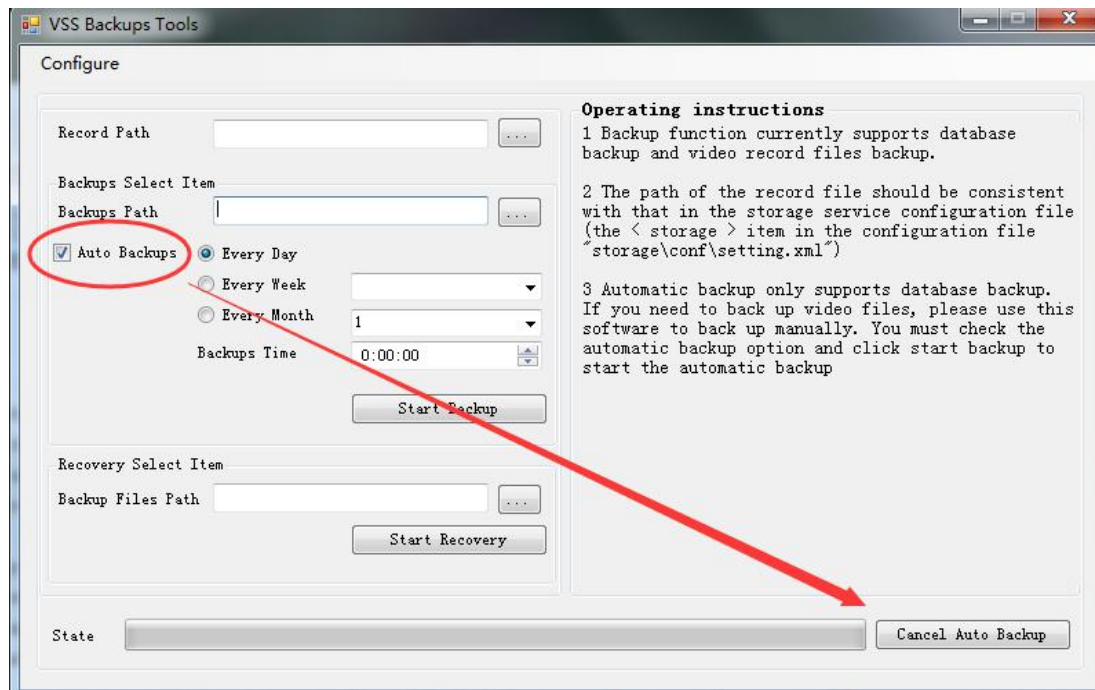 VSS Backups Tools
Configure
Record Path
...
Backups Select Item
Backups Path
...
Auto Backups
Every Day
Every Week
Every Month
1
Backups Time
0:00:00
Start Backup
Recovery Select Item
Backup Files Path
...
Start Recovery
Operating instructions
1 Backup function currently supports database
backup and video record files backup.
2 The path of the record file should be consistent
with that in the storage service configuration file
(the < storage > item in the configuration file
"storage\conf\setting.xml")
3 Automatic backup only supports database backup.
If you need to back up video files, please use this
software to back up manually. You must check the
automatic backup option and click start backup to
start the automatic backup
State
Cancel Auto Backup